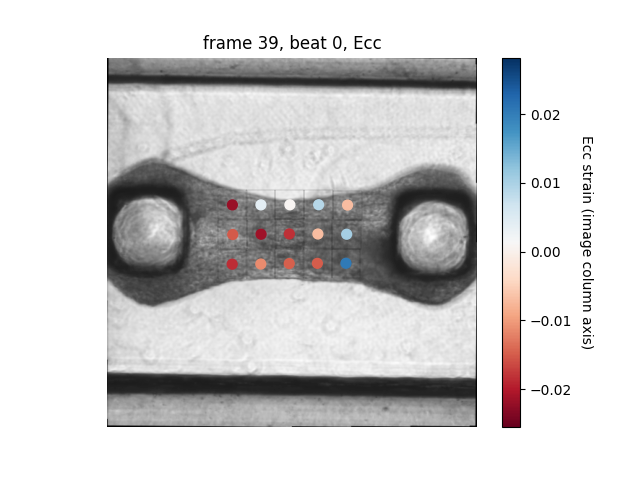 frame 39, beat 0, Ecc
0.02
0.01
0.00
−0.01
−0.02
Ecc strain (image column axis)